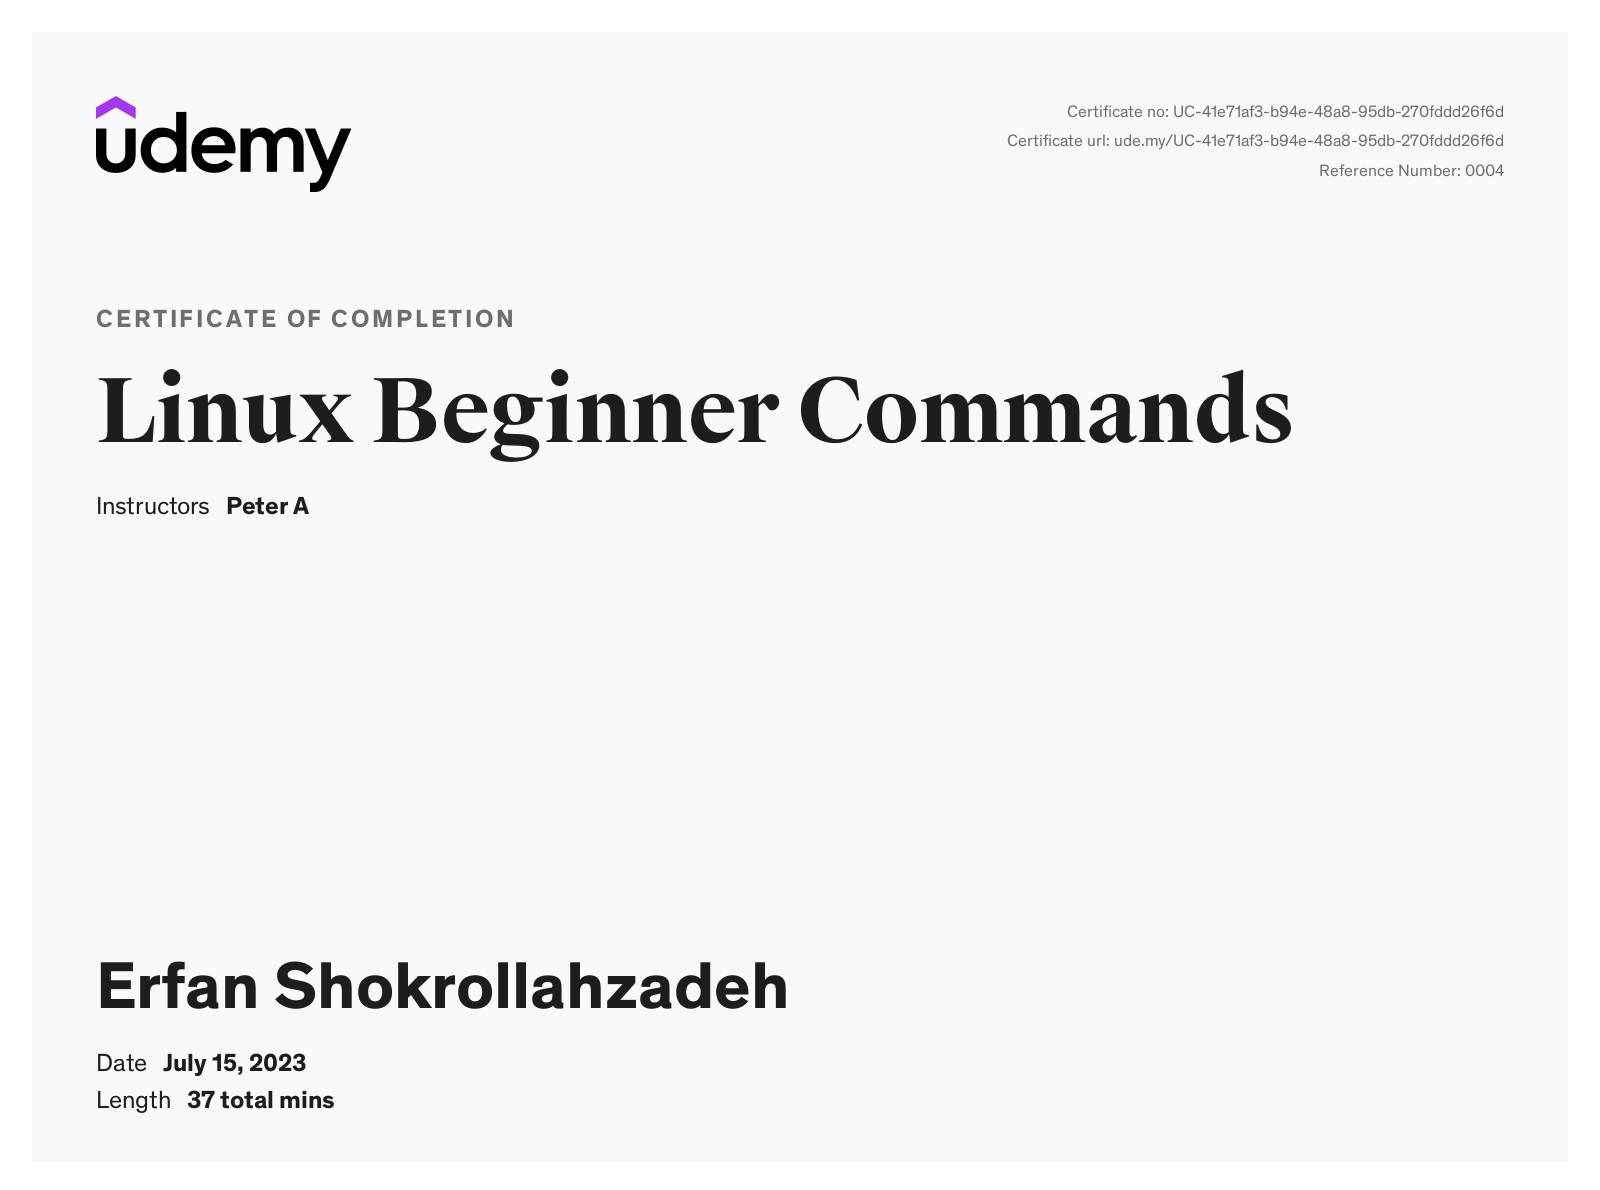 udemy
Certificate no: UC-41e71af3-b94e-48a8-95db-270fddd26f6d
Certificate url: ude.my/UC-41e71af3-b94e-48a8-95db-270fddd26f6d
Reference Number: 0004
CERTIFICATE OF COMPLETION
Linux Beginner Commands
Instructors Peter A
Erfan Shokrollahzadeh
Date July 15, 2023
Length 37 total mins